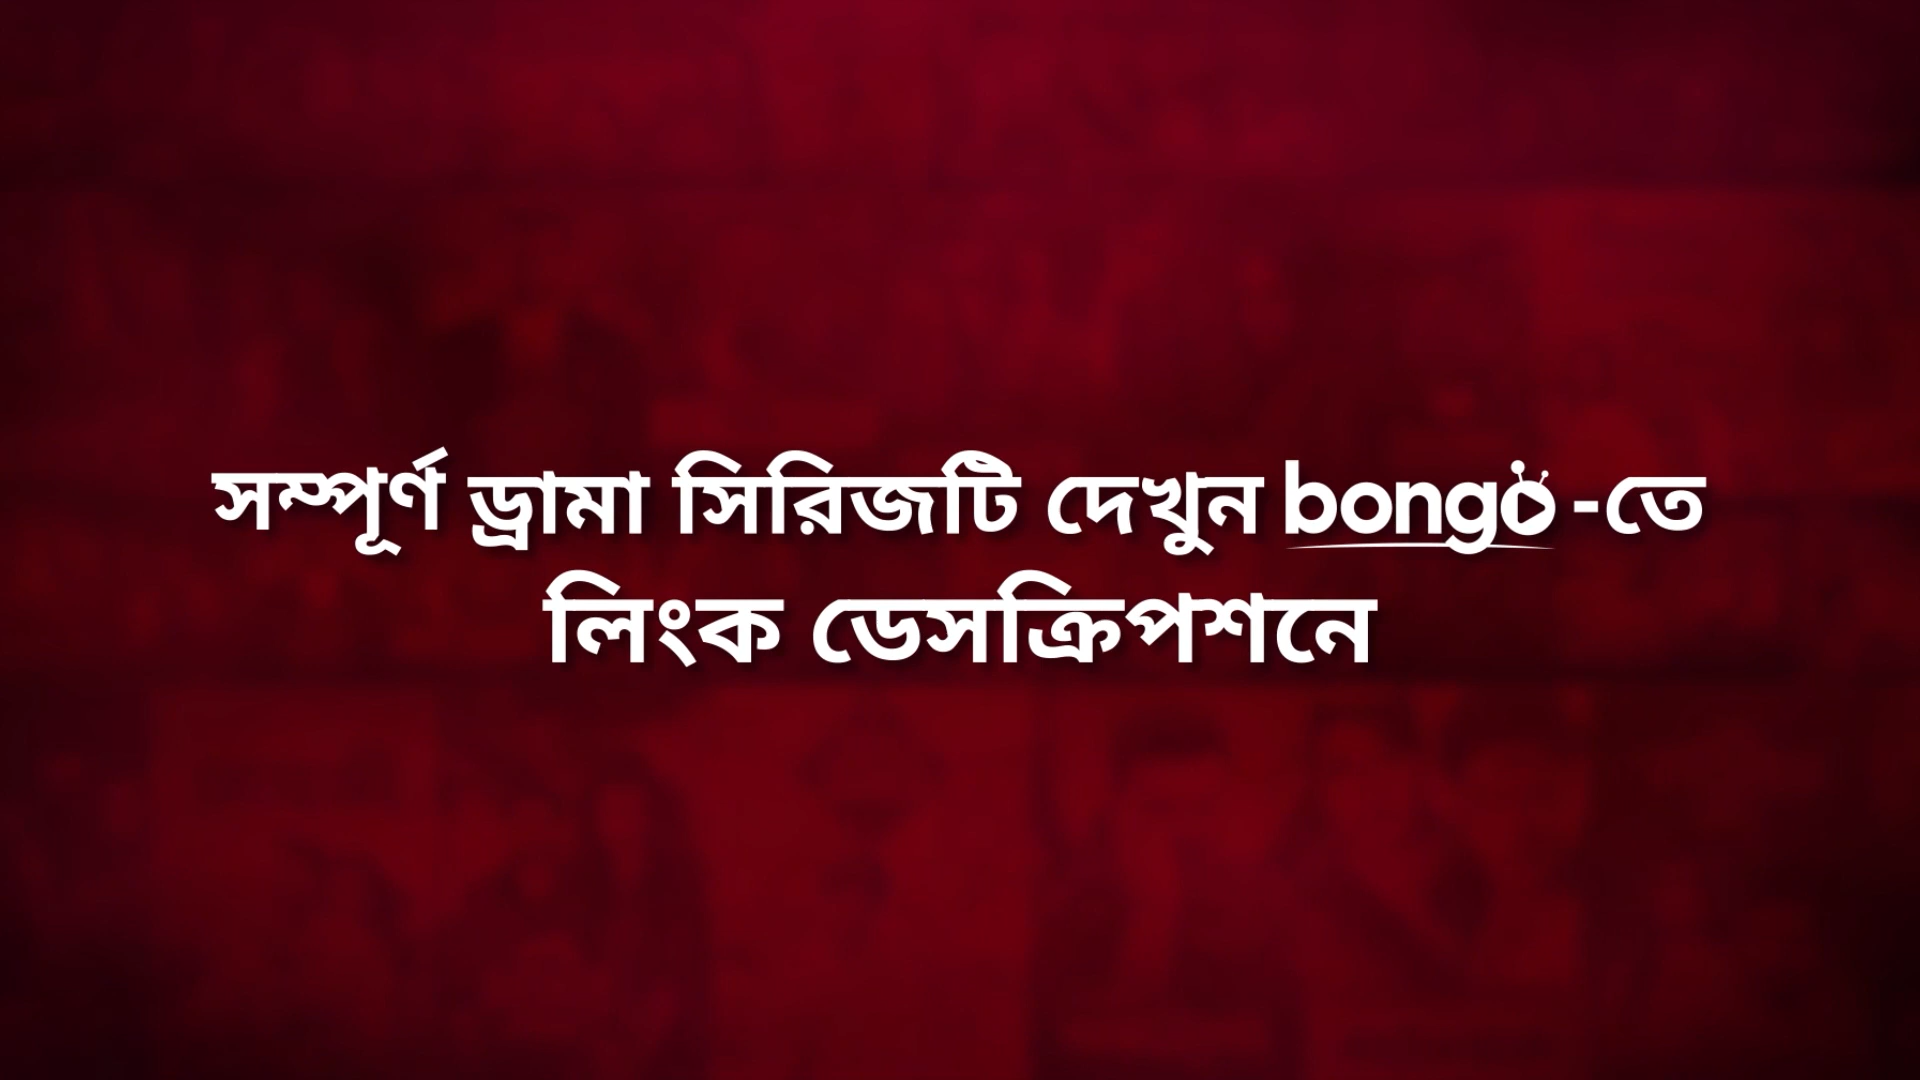 সম্পূর্ণ ড্রামা সিরিজটি দেখুন bongo -তে
লিংক ডেসক্রিপশনে